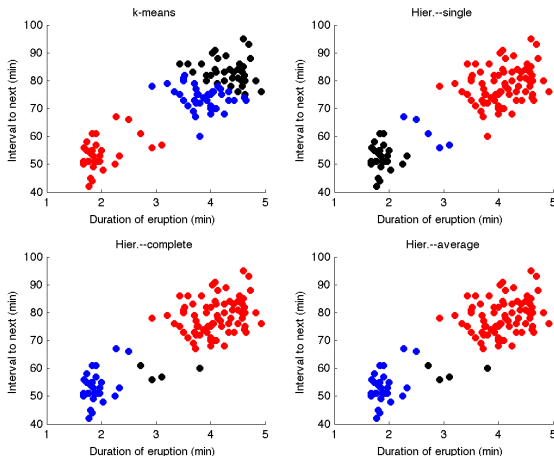 k-means
100
90
80
70
60
50
40
Interval to next (min)
1 2 3 4 5
Duration of eruption (min)
Hier.--single
100
90
80
70
60
50
40
Interval to next (min)
1 2 3 4 5
Duration of eruption (min)
Hier.--complete
100
90
80
70
60
50
40
Interval to next (min)
1 2 3 4 5
Duration of eruption (min)
Hier.--average
100
90
80
70
60
50
40
Interval to next (min)
1 2 3 4 5
Duration of eruption (min)